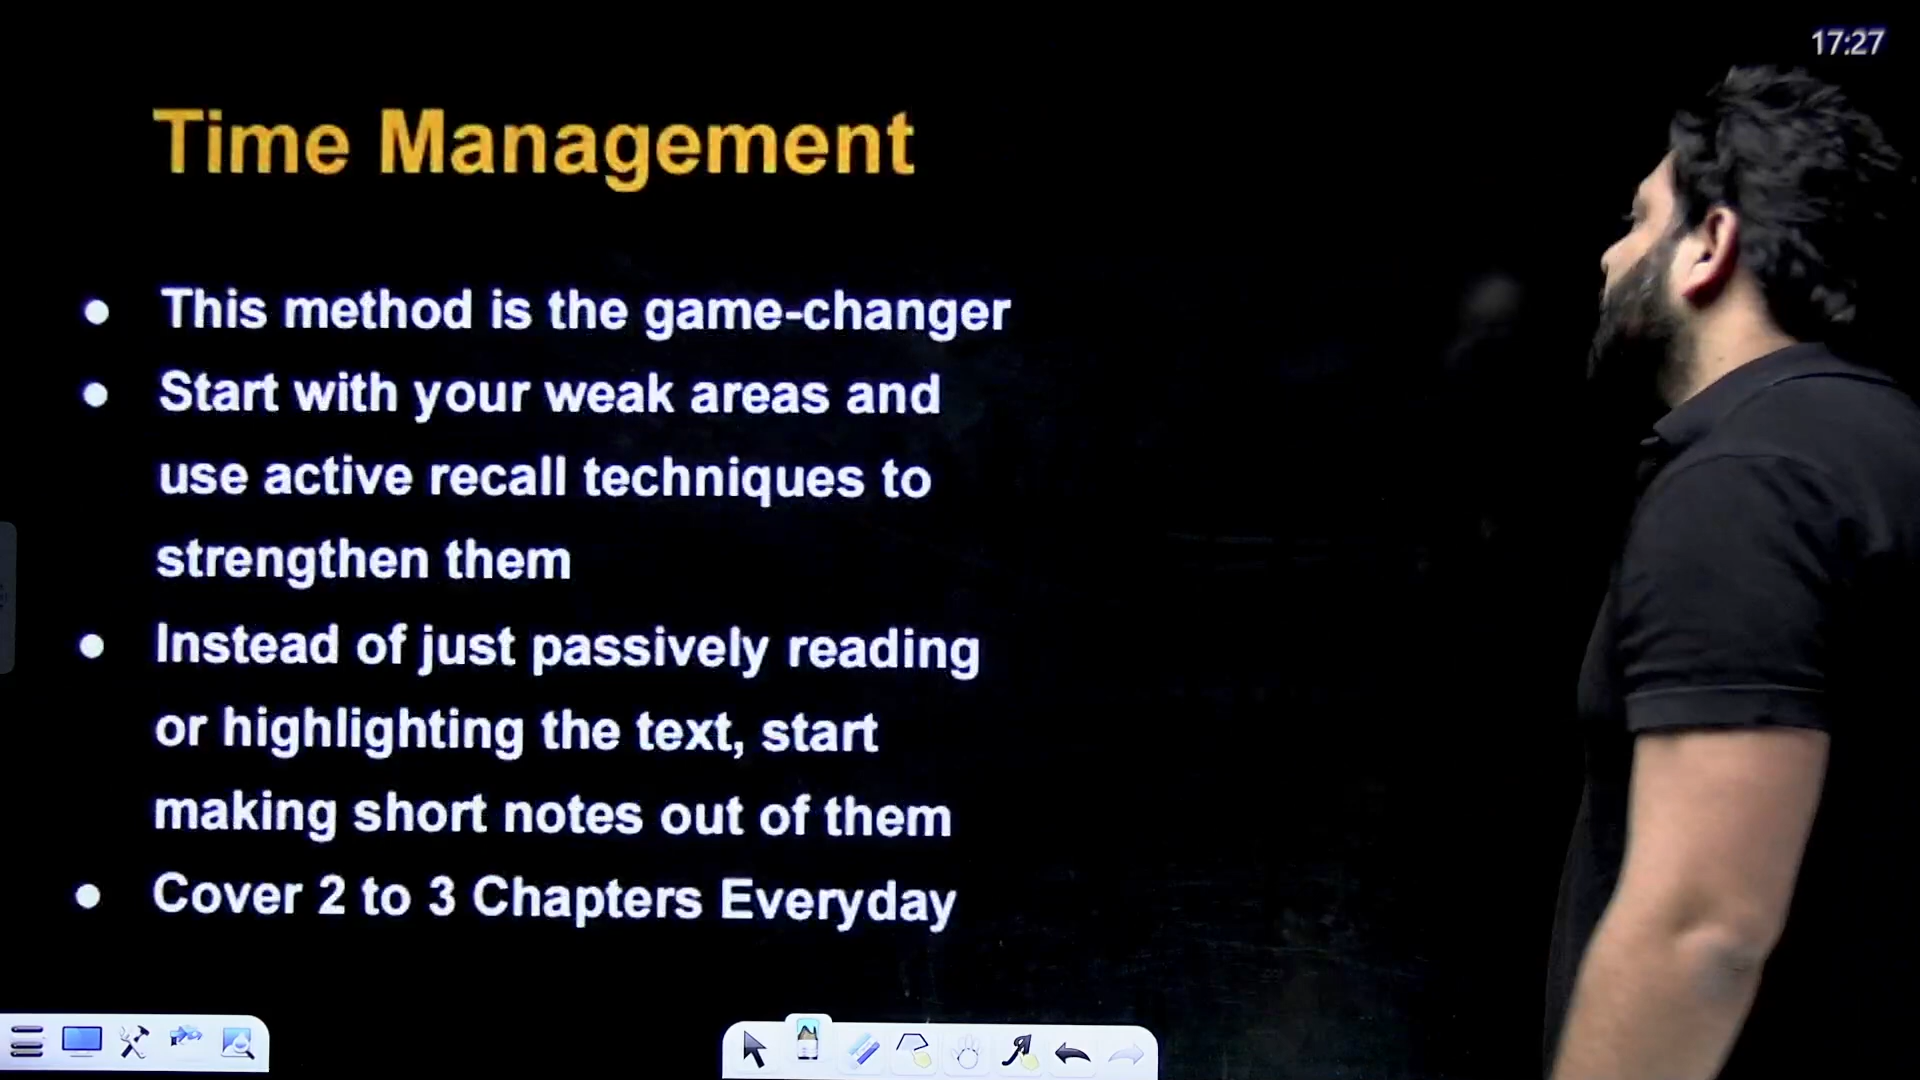 17:27
Time Management
● This method is the game-changer
● Start with your weak areas and
use active recall techniques to
strengthen them
● Instead of just passively reading
or highlighting the text, start
making short notes out of them
● Cover 2 to 3 Chapters Everyday